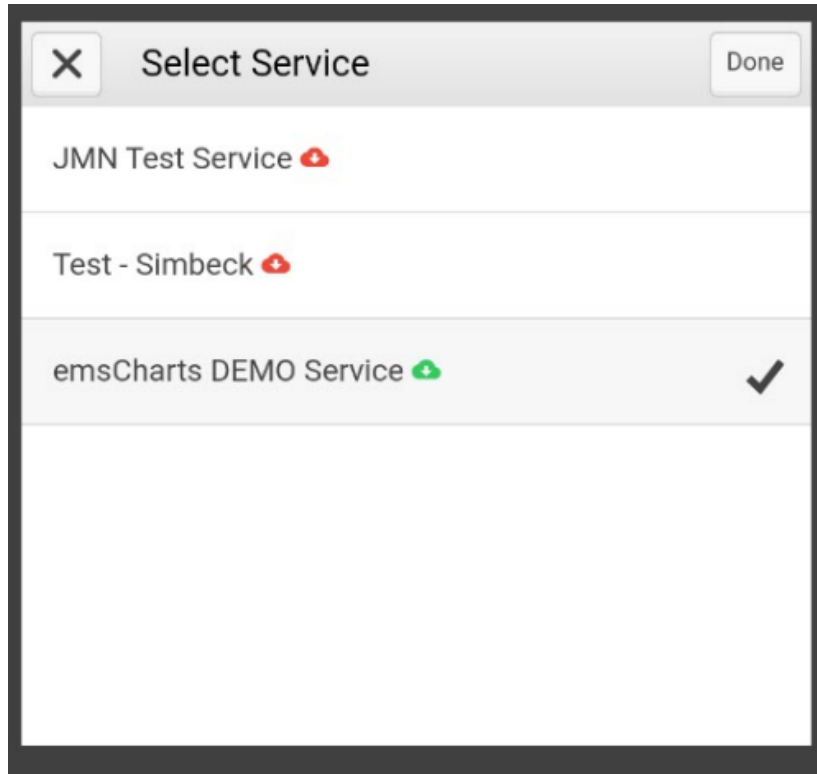 Select Service
Done
JMN Test Service
Test - Simbeck
emsCharts DEMO Service